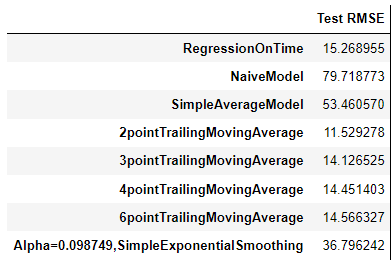 Test RMSE
RegressionOnTime 15.268955
NaiveModel 79.718773
SimpleAverageModel 53.460570
2pointTrailingMovingAverage 11.529278
3pointTrailingMovingAverage 14.126525
4pointTrailingMovingAverage 14.451403
6pointTrailingMovingAverage 14.566327
Alpha=0.098749,SimpleExponentialSmoothing 36.796242